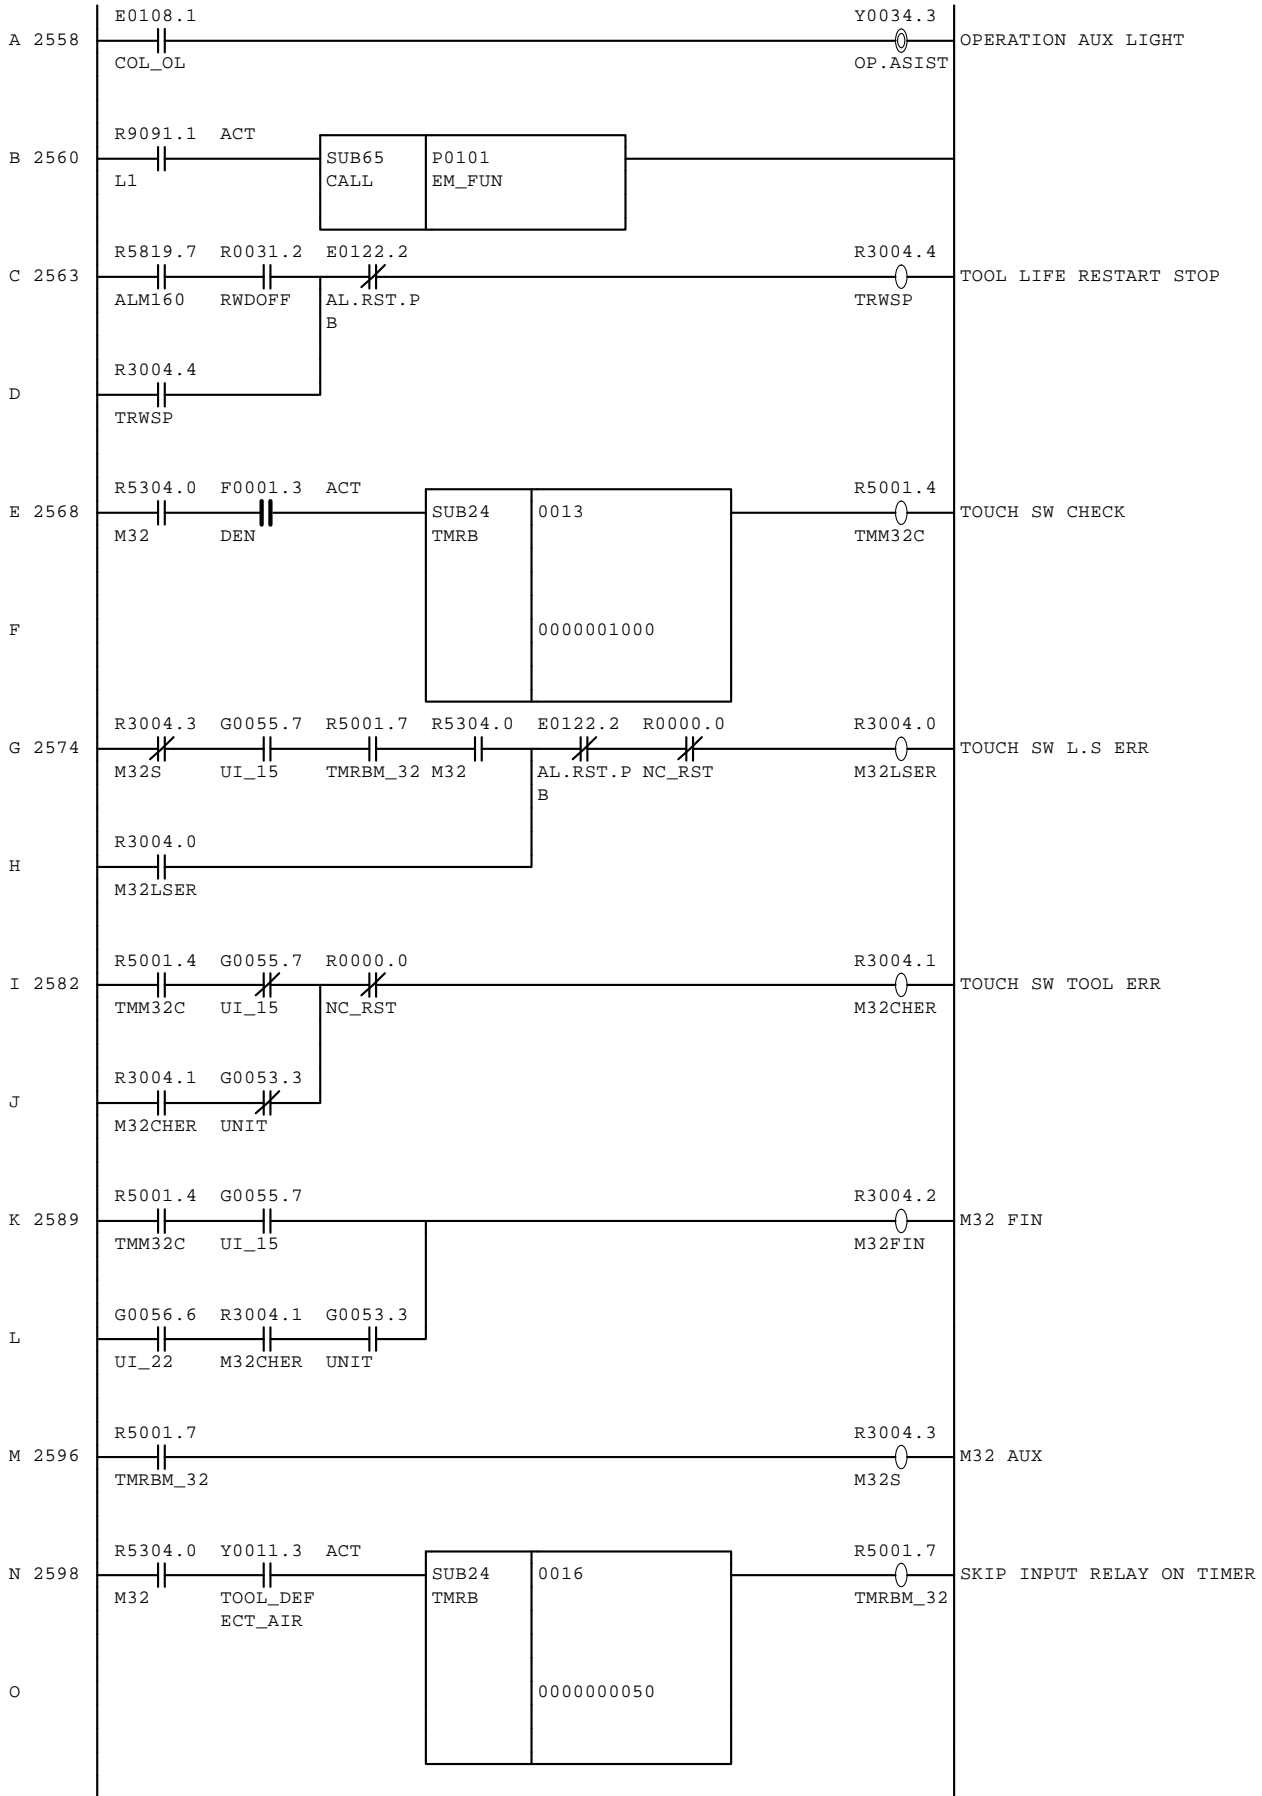 E0108.1 Y0034.3
A 2558 OPERATION AUX LIGHT
COL_OL OP.ASIST
R9091.1 ACT
B 2560 SUB65 P0101
L1 CALL EM_FUN
R5819.7 R0031.2 E0122.2 R3004.4
C 2563 TOOL LIFE RESTART STOP
ALM160 RWDOFF AL.RST.P TRWSP
B
R3004.4
D
TRWSP
R5304.0 F0001.3 ACT R5001.4
E 2568 SUB24 0013 TOUCH SW CHECK
M32 DEN TMRB TMM32C
F 0000001000
R3004.3 G0055.7 R5001.7 R5304.0 E0122.2 R0000.0 R3004.0
G 2574 TOUCH SW L.S ERR
M32S UI_15 TMRBM_32 M32 AL.RST.P NC_RST M32LSER
B
R3004.0
H
M32LSER
R5001.4 G0055.7 R0000.0 R3004.1
I 2582 TOUCH SW TOOL ERR
TMM32C UI_15 NC_RST M32CHER
R3004.1 G0053.3
J
M32CHER UNIT
R5001.4 G0055.7 R3004.2
K 2589 M32 FIN
TMM32C UI_15 M32FIN
G0056.6 R3004.1 G0053.3
L
UI_22 M32CHER UNIT
R5001.7 R3004.3
M 2596 M32 AUX
TMRBM_32 M32S
R5304.0 Y0011.3 ACT R5001.7
N 2598 SUB24 0016 SKIP INPUT RELAY ON TIMER
M32 TOOL_DEF TMRB TMRBM_32
ECT_AIR
O 0000000050